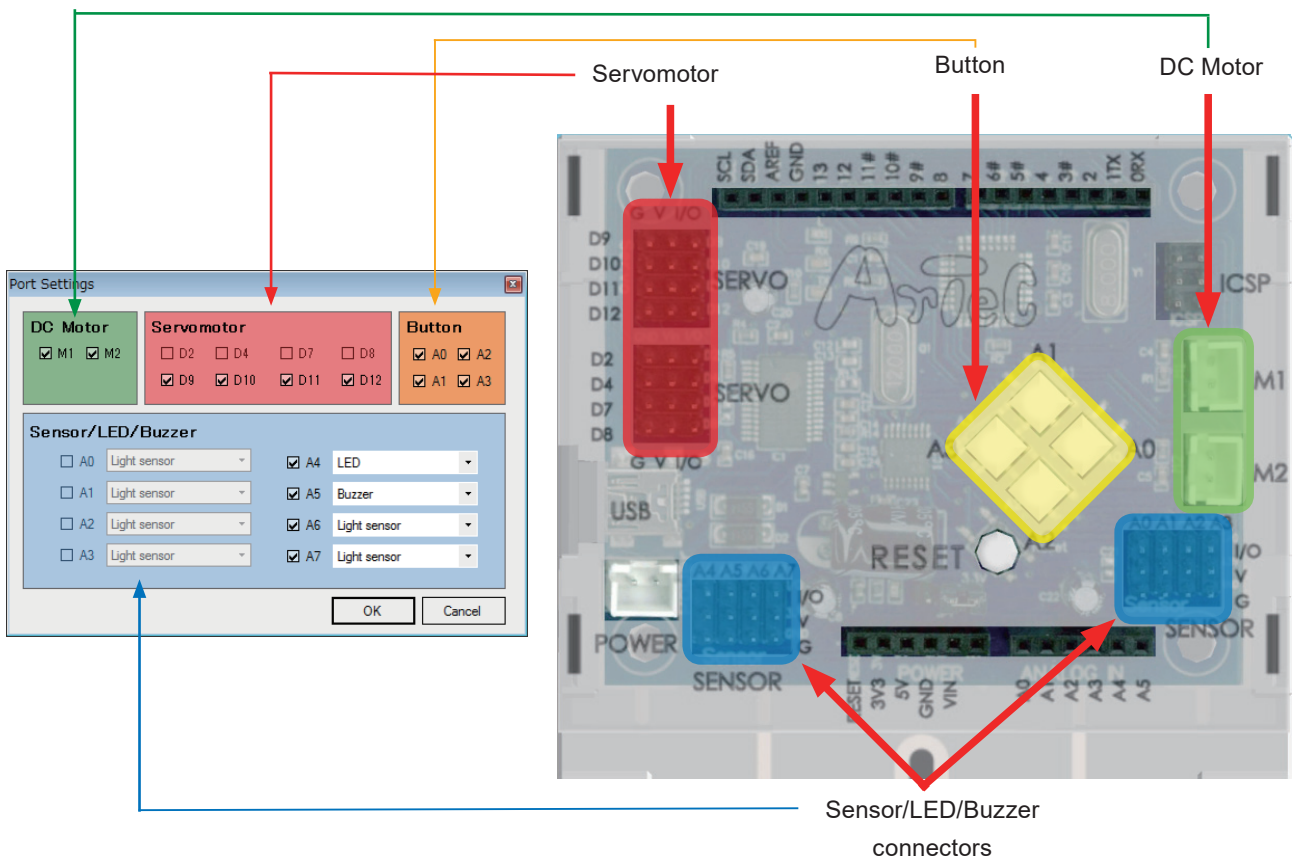 Servomotor
Button
DC Motor
SCL
SDA
AREF
GND
13
12
11#
10#
9#
8
7
6#
5#
4
3#
2
1TX
0RX
G V I/O
D9
D10
D11
D12
SERVO
D2
D4
D7
D8
SERVO
G V I/O
ArTeC
ICSP
M1
M2
A1
A0
A2
USB
RESET
POWER
A4 A5 A6 A7
I/O
V
G
SENSOR
A0 A1 A2 A3
I/O
V
G
SENSOR
POWER
RESET
3V3
5V
GND
VIN
A0
A1
A2
A3
A4
A5
Port Settings
DC Motor
M1 M2
Servomotor
D2 D4 D7 D8
D9 D10 D11 D12
Button
A0 A2
A1 A3
Sensor/LED/Buzzer
A0 Light sensor A4 LED
A1 Light sensor A5 Buzzer
A2 Light sensor A6 Light sensor
A3 Light sensor A7 Light sensor
OK Cancel
Sensor/LED/Buzzer
connectors